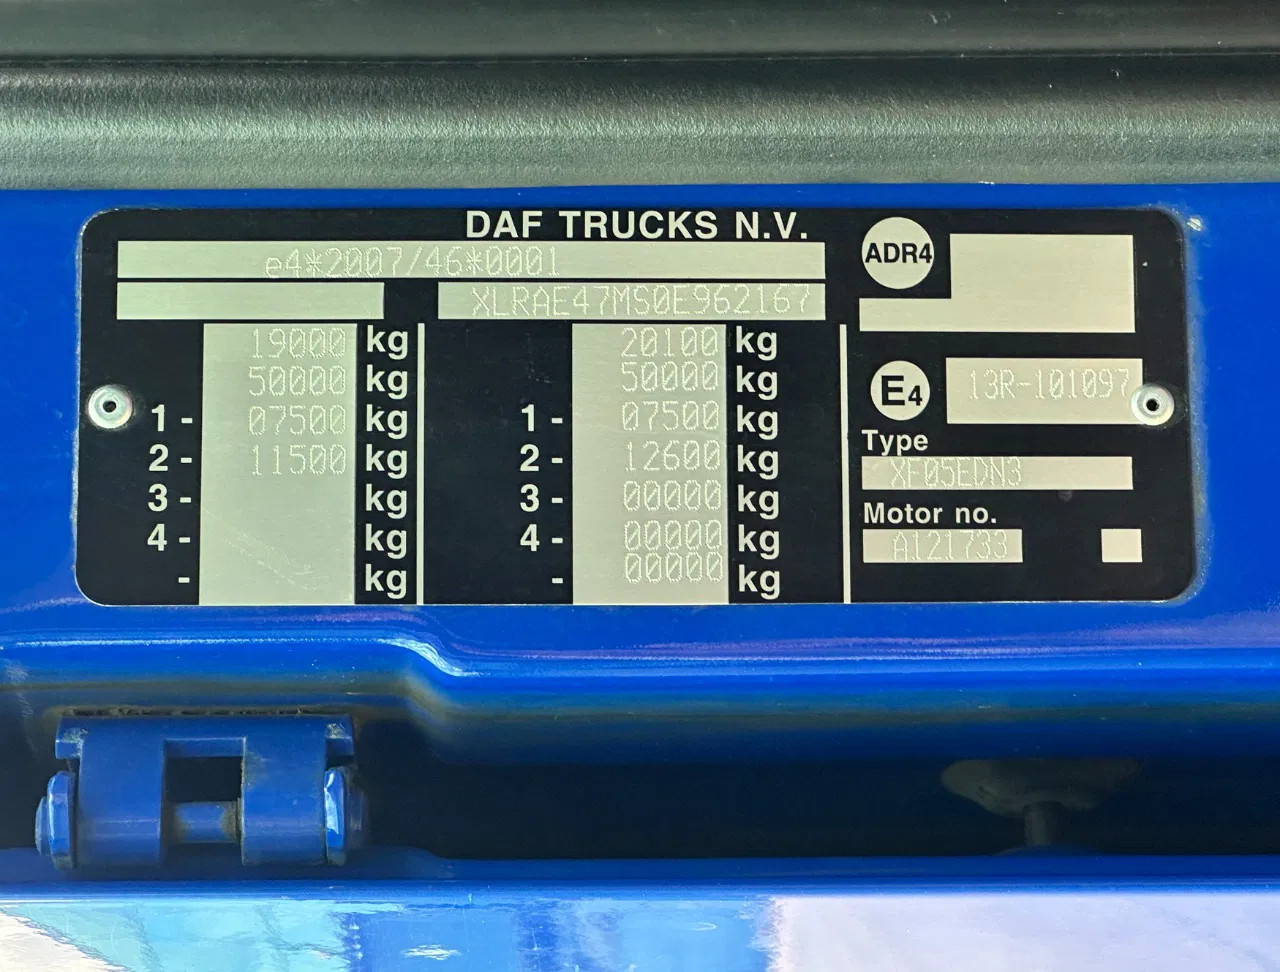 DAF TRUCKS N.V.
e4*2007/46*0001
XLRAE47MS0E962167
19000 kg 20100 kg
50000 kg 50000 kg
1 - 07500 kg 1 - 07500 kg
2 - 11500 kg 2 - 12600 kg
3 - kg 3 - 00000 kg
4 - kg 4 - 00000 kg
- kg - 00000 kg
ADR4
E4 13R-101097
Type
XF05EDN3
Motor no.
A121733